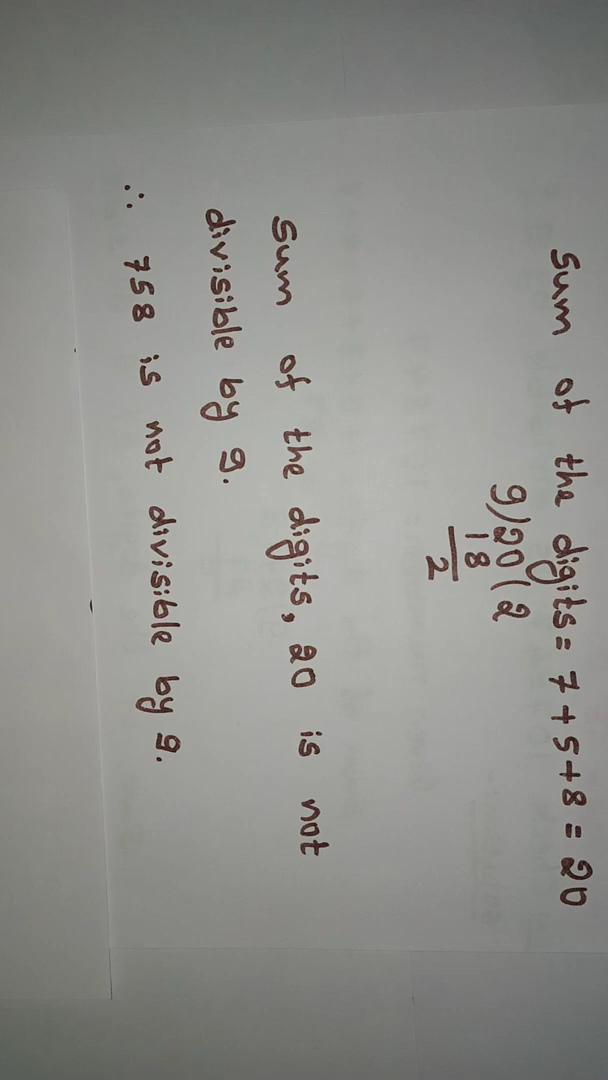 Sum of the digits = 7 + 5 + 8 = 20
9)20(2
18
2
Sum of the digits, 20 is not
divisible by 9.
∴ 758 is not divisible by 9.